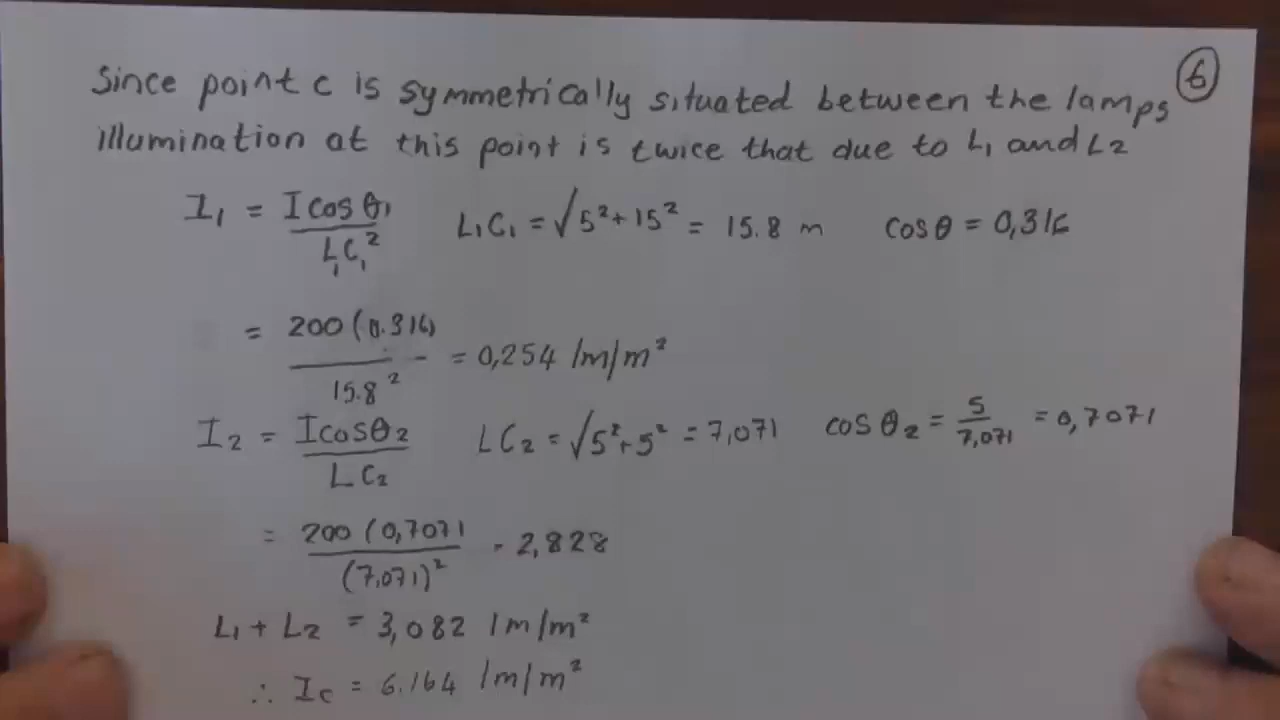 6
Since point c is symmetrically situated between the lamps
illumination at this point is twice that due to L₁ and L2
I₁ = I cos θ₁ / L₁C₁² L₁C₁ = √5²+15² = 15.8 m cosθ = 0,316
= 200 (0.316) / 15.8² = 0,254 lm/m²
I₂ = I cosθ₂ / LC₂ LC₂ = √5²+5² = 7,071 cos θ₂ = 5 / 7,071 = 0,7071
= 200 (0,7071 / (7,071)² = 2,828
L₁ + L₂ = 3,082 lm/m²
∴ Ic = 6.164 lm/m²